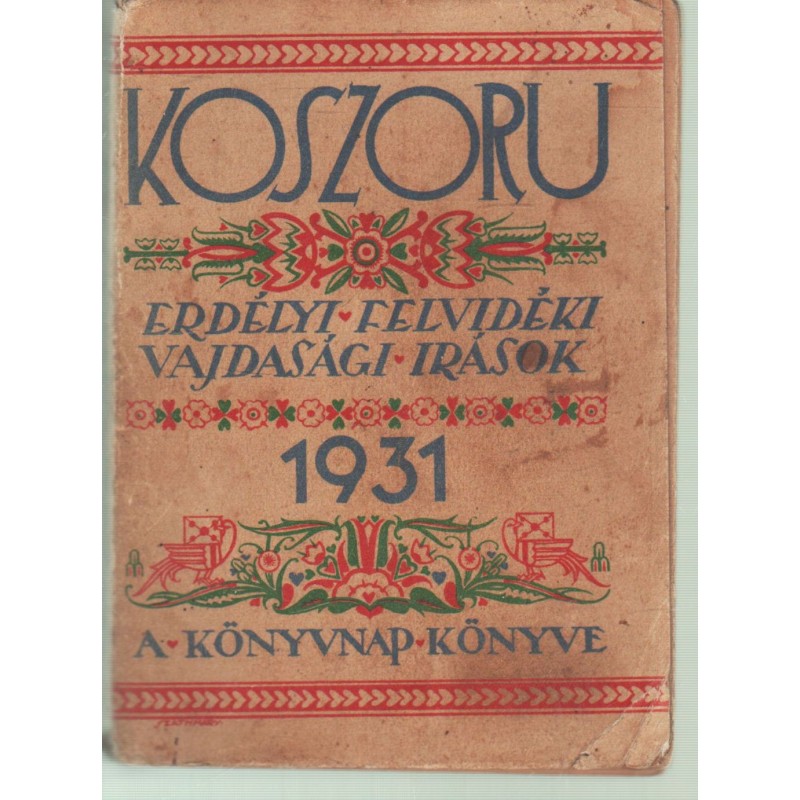 KOSZORU
ERDÉLYI FELVIDÉKI
VAJDASÁGI IRÁSOK
1931
A KÖNYVNAP KÖNYVE